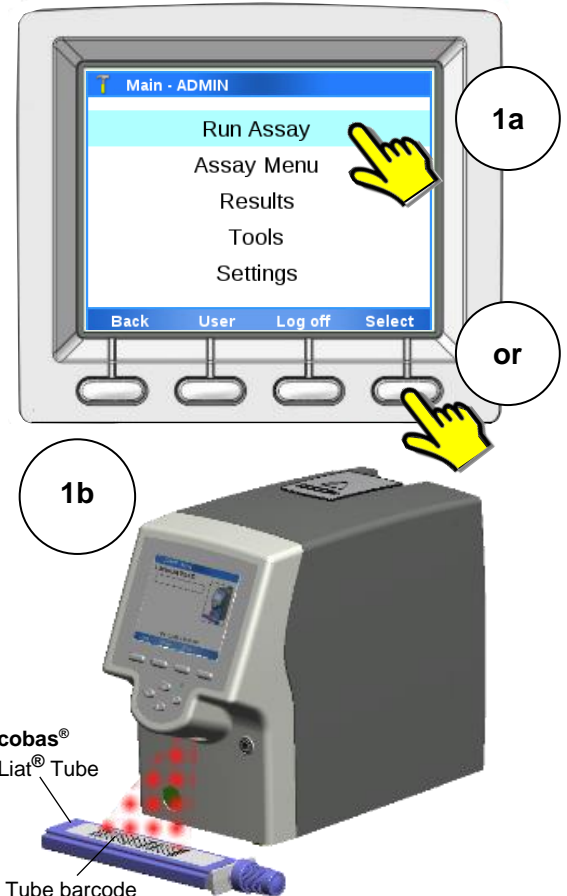 Main - ADMIN
Run Assay
1a
Assay Menu
Results
Tools
Settings
Back User Log off Select
or
1b
cobas®
Liat® Tube
Tube barcode